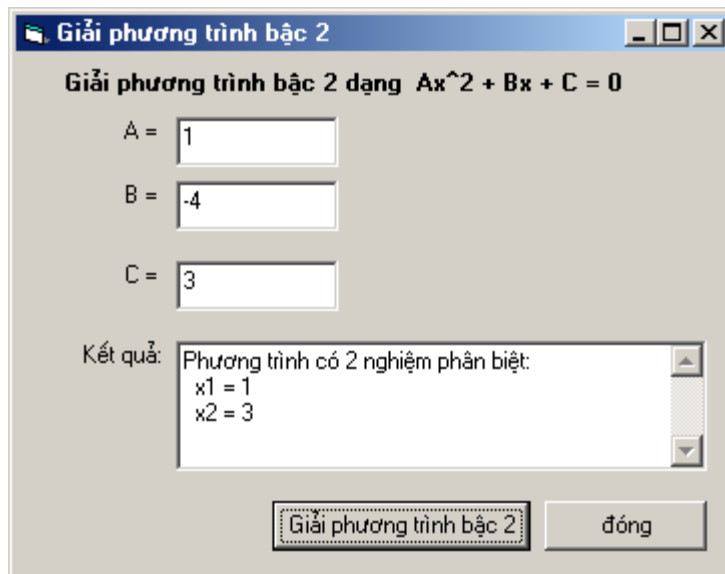 Giải phương trình bậc 2
Giải phương trình bậc 2 dạng Ax^2 + Bx + C = 0
A = 1
B = -4
C = 3
Kết quả: Phương trình có 2 nghiệm phân biệt:
x1 = 1
x2 = 3
Giải phương trình bậc 2 đóng